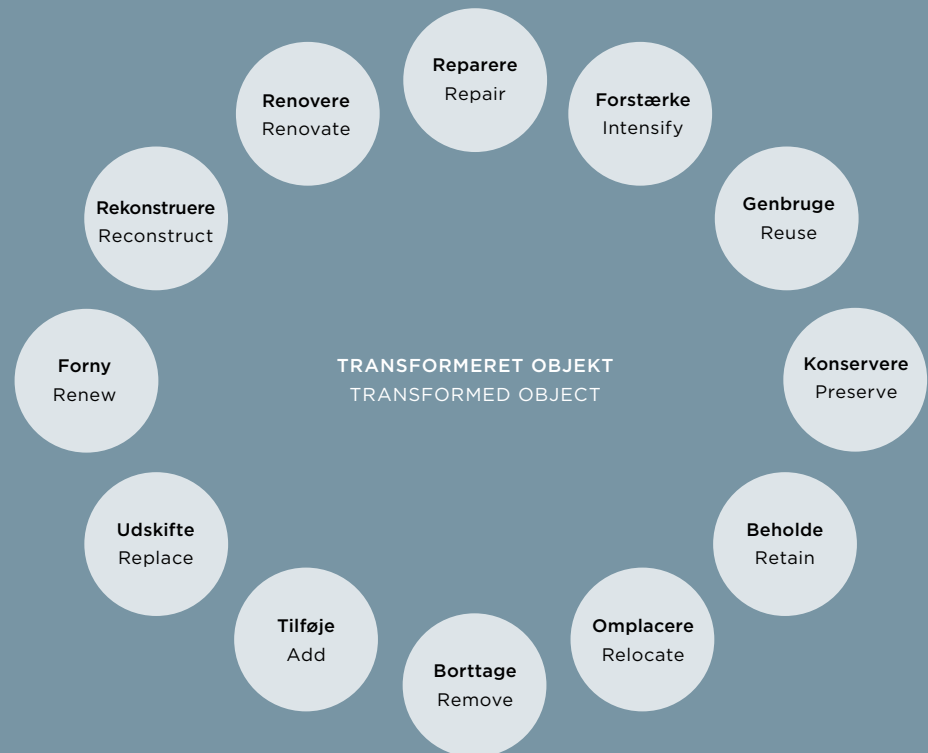 Reparere
Repair
Forstærke
Intensify
Genbruge
Reuse
Konservere
Preserve
Beholde
Retain
Omplacere
Relocate
Borttage
Remove
Tilføje
Add
Udskifte
Replace
Forny
Renew
Rekonstruere
Reconstruct
Renovere
Renovate
TRANSFORMERET OBJEKT
TRANSFORMED OBJECT